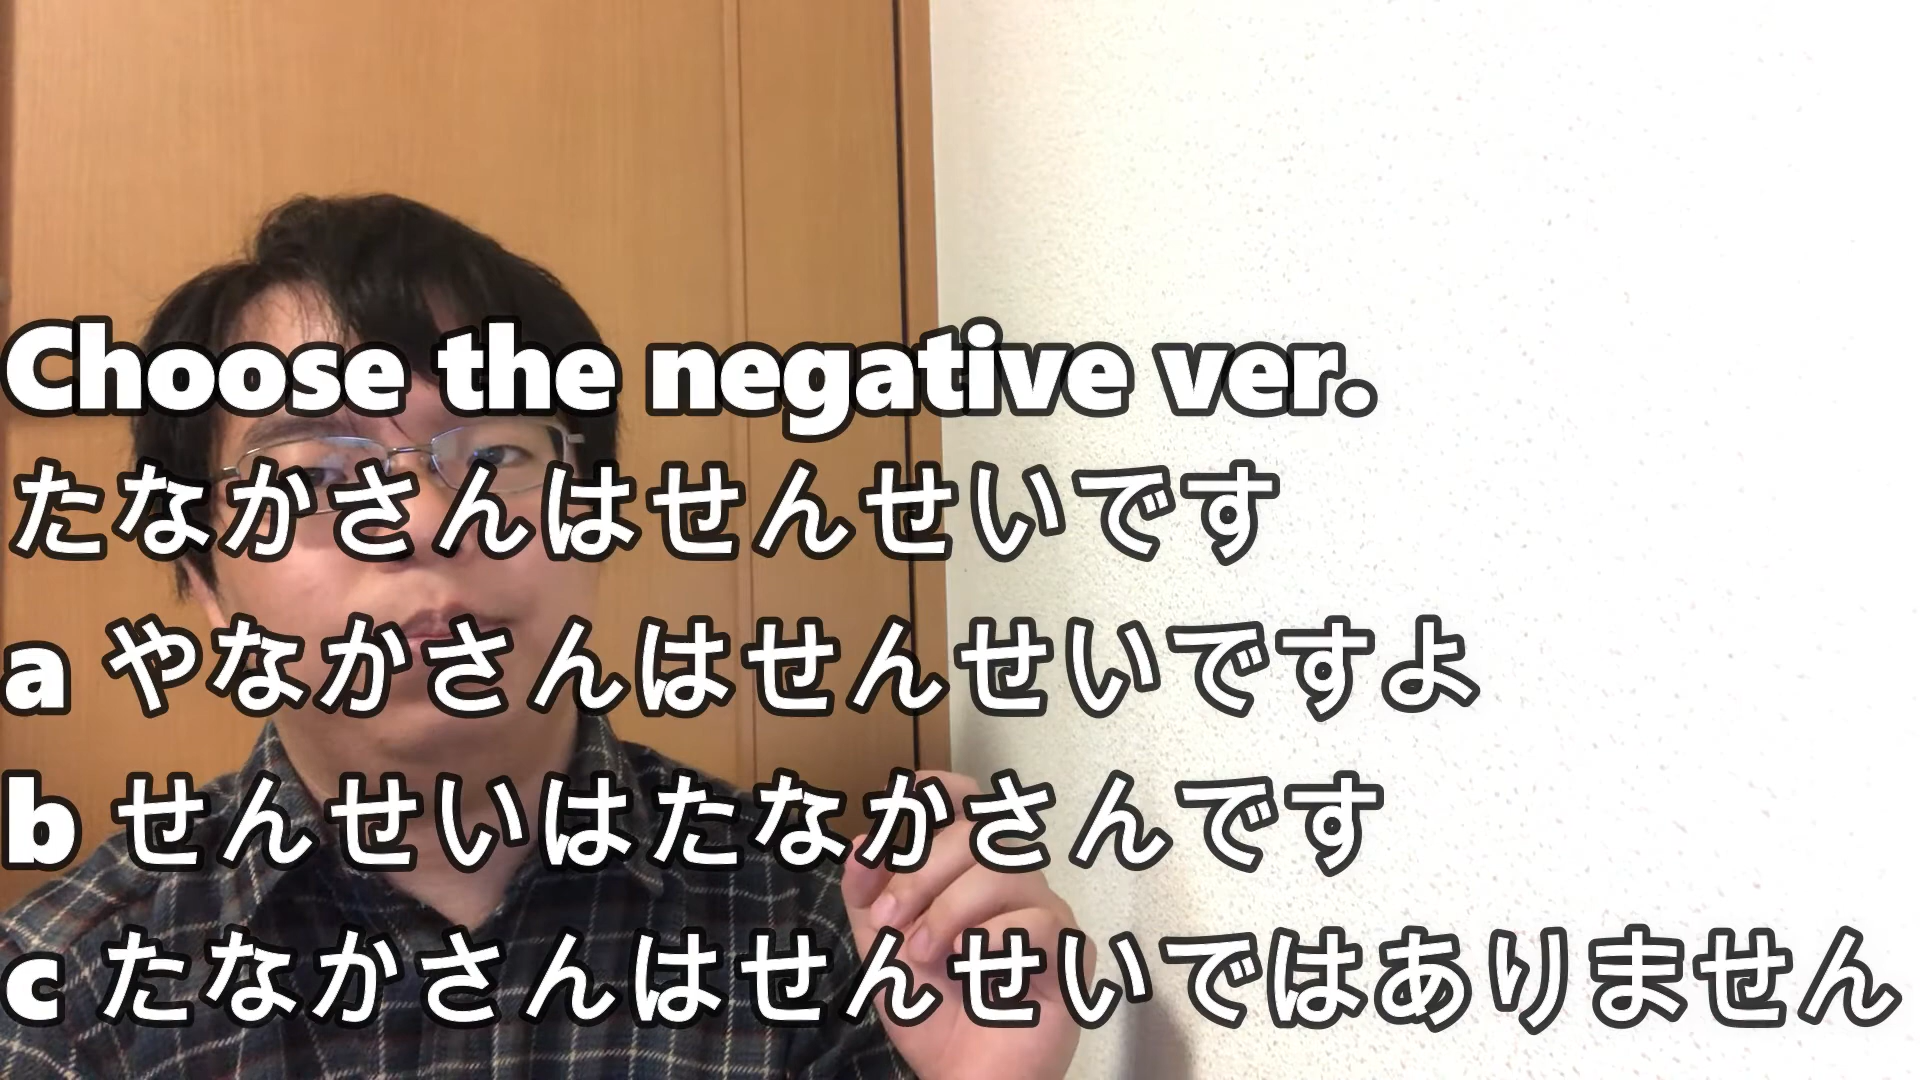 Choose the negative ver.
たなかさんはせんせいです
a やなかさんはせんせいですよ
b せんせいはたなかさんです
c たなかさんはせんせいではありません